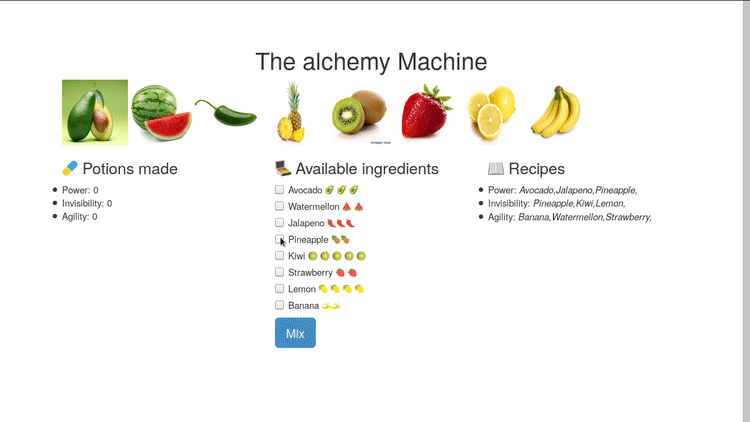 The alchemy Machine
Potions made
Power: 0
Invisibility: 0
Agility: 0
Available ingredients
Avocado
Watermellon
Jalapeno
Pineapple
Kiwi
Strawberry
Lemon
Banana
Mix
Recipes
Power: Avocado,Jalapeno,Pineapple,
Invisibility: Pineapple,Kiwi,Lemon,
Agility: Banana,Watermellon,Strawberry,